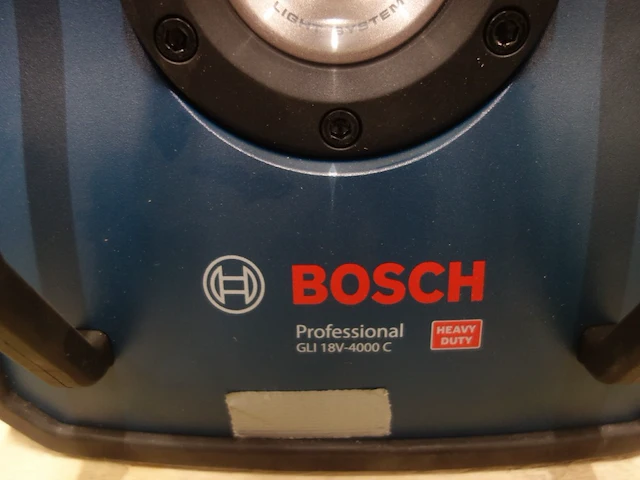 LIGHT SYSTEM
BOSCH
Professional
HEAVY
DUTY
GLI 18V-4000 C